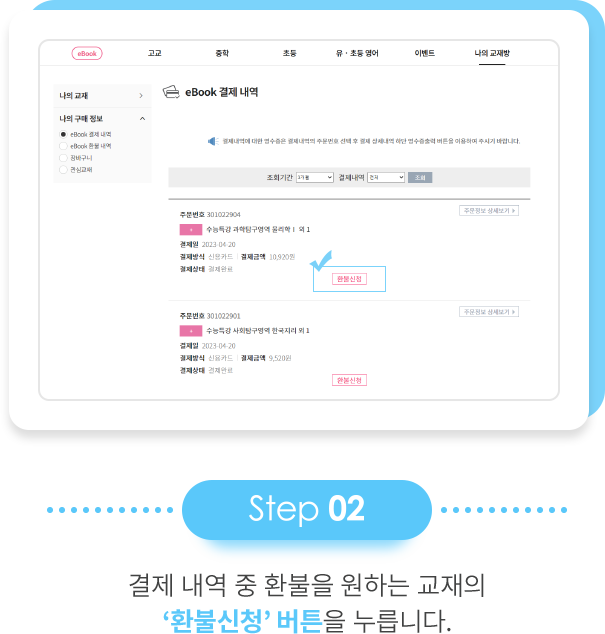 eBook 고교 중학 초등 유·초등 영어 이벤트 나의 교재방
나의 교재
나의 구매 정보
eBook 결제 내역
eBook 환불 내역
장바구니
관심교재
eBook 결제 내역
결제내역에 대한 영수증은 결제내역의 주문번호 선택 후 결제 상세내역 하단 영수증출력 버튼을 이용하여 주시기 바랍니다.
조회기간 3개월 결제내역 전체 조회
주문번호 301022904 주문정보 상세보기
수능특강 과학탐구영역 물리학Ⅰ 외 1
결제일 2023-04-20
결제방식 신용카드 | 결제금액 10,920원
결제상태 결제완료
환불신청
주문번호 301022901 주문정보 상세보기
수능특강 사회탐구영역 한국지리 외 1
결제일 2023-04-20
결제방식 신용카드 | 결제금액 9,520원
결제상태 결제완료
환불신청
Step 02
결제 내역 중 환불을 원하는 교재의
‘환불신청’ 버튼을 누릅니다.